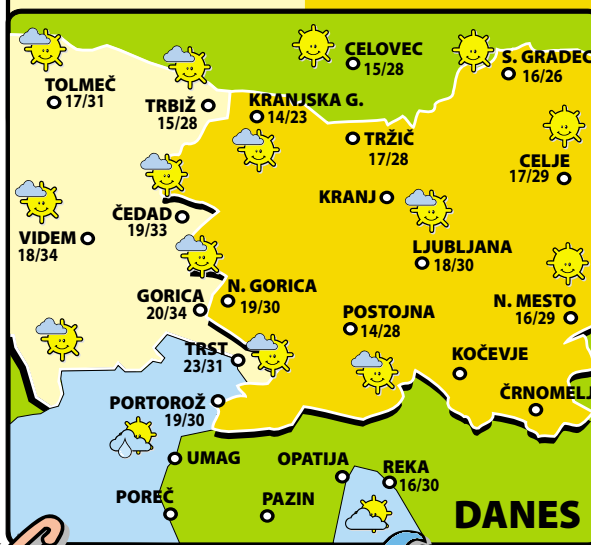 CELOVEC
15/28
S. GRADEC
16/26
TOLMEČ
17/31
TRBIŽ
15/28
KRANJSKA G.
14/23
TRŽIČ
17/28
CELJE
17/29
KRANJ
ČEDAD
19/33
VIDEM
18/34
LJUBLJANA
18/30
N. GORICA
19/30
GORICA
20/34
N. MESTO
16/29
POSTOJNA
14/28
TRST
23/31
KOČEVJE
ČRNOMELJ
PORTOROŽ
19/30
UMAG
OPATIJA
REKA
16/30
POREČ
PAZIN
DANES